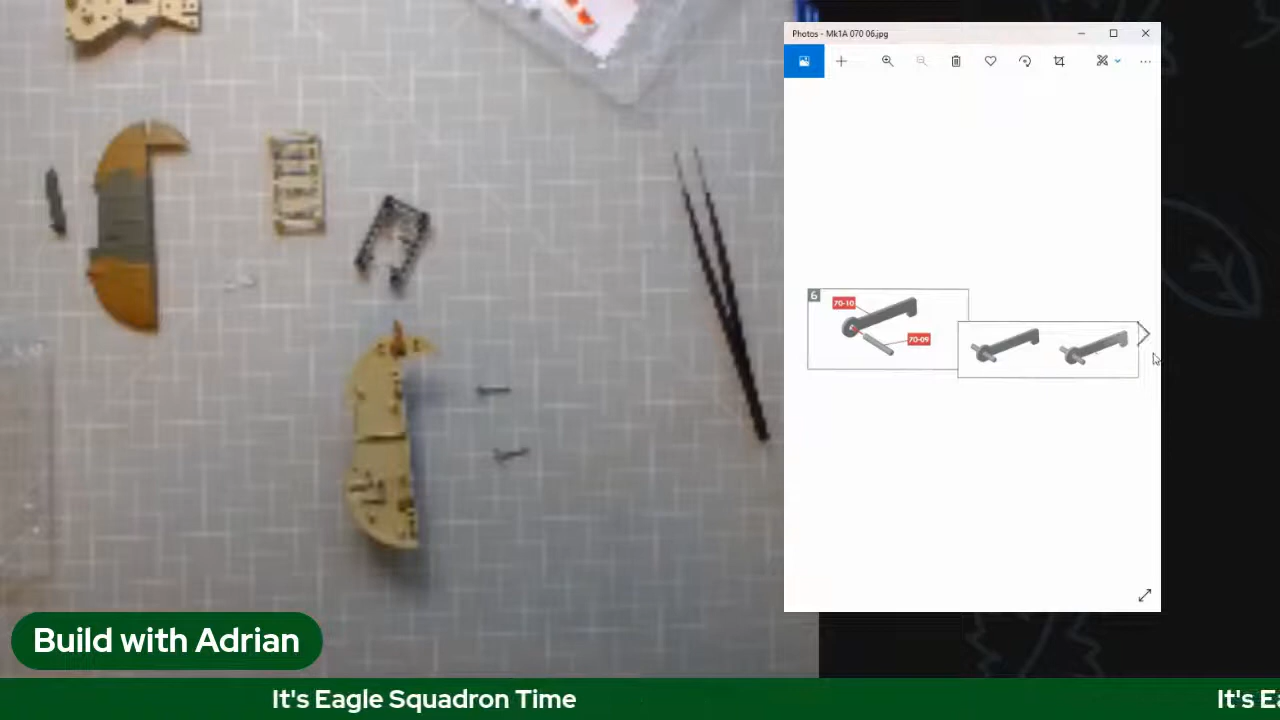 Photos - Mk1A 070 06.jpg
6
70-10
70-09
Build with Adrian
It's Eagle Squadron Time
It's Ea